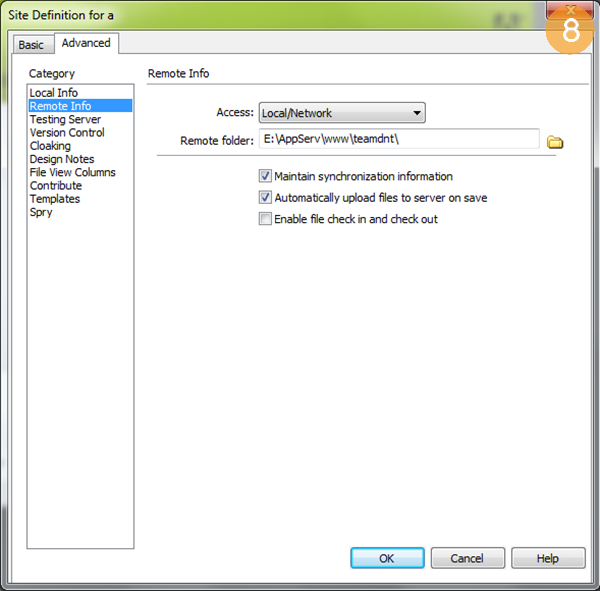 Site Definition for a
8
Basic
Advanced
Category
Local Info
Remote Info
Testing Server
Version Control
Cloaking
Design Notes
File View Columns
Contribute
Templates
Spry
Remote Info
Access: Local/Network
Remote folder: E:\AppServ\www\teamdnt\
Maintain synchronization information
Automatically upload files to server on save
Enable file check in and check out
OK Cancel Help